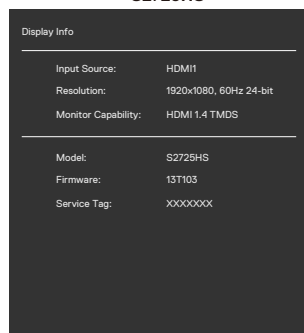 Display Info
Input Source: HDMI1
Resolution: 1920x1080, 60Hz 24-bit
Monitor Capability: HDMI 1.4 TMDS
Model: S2725HS
Firmware: 13T103
Service Tag: XXXXXXX